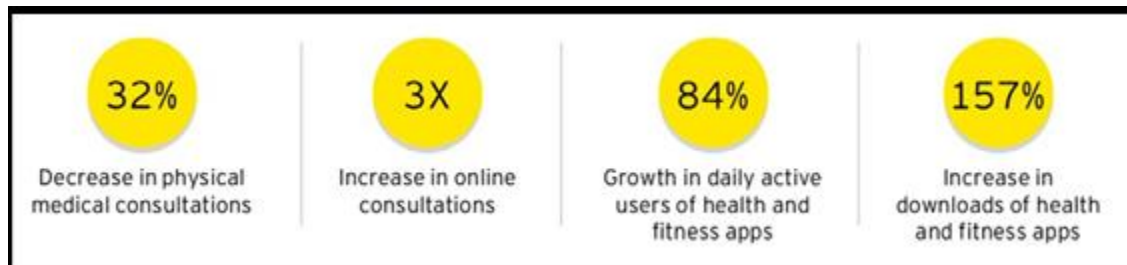 32%
Decrease in physical
medical consultations
3X
Increase in online
consultations
84%
Growth in daily active
users of health and
fitness apps
157%
Increase in
downloads of health
and fitness apps